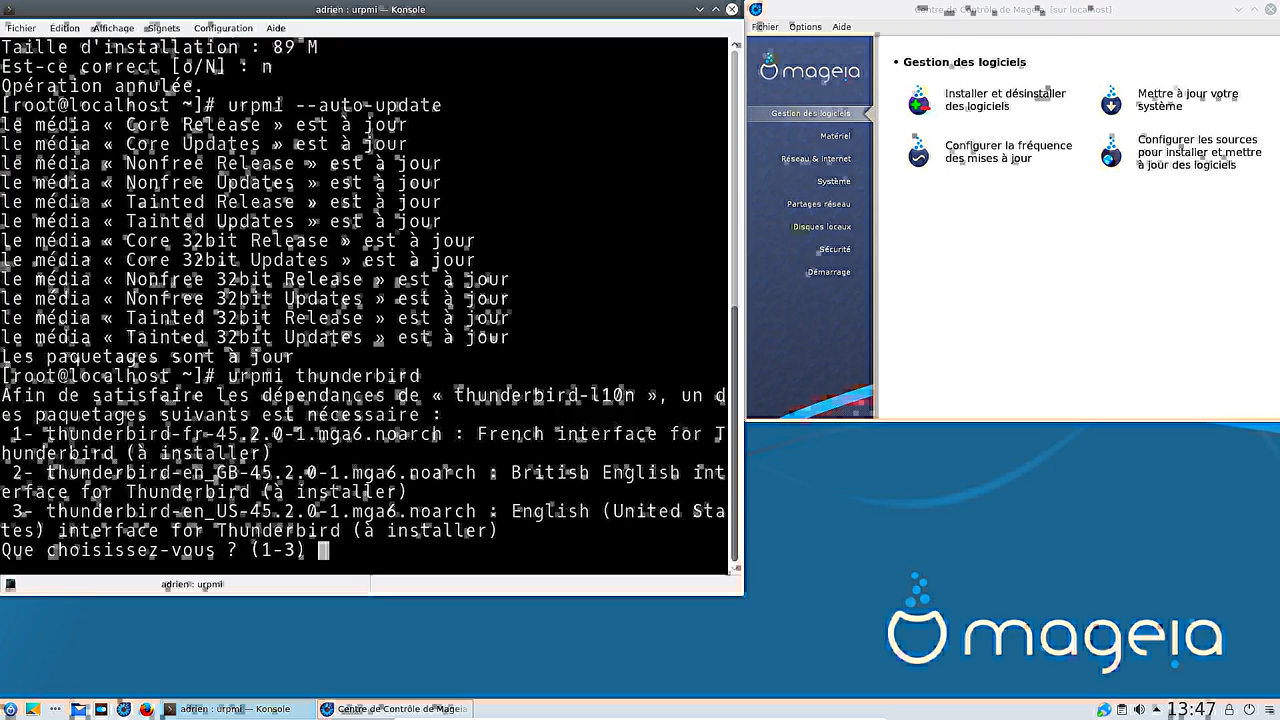 adrien : urpmi — Konsole
Fichier Édition Affichage Signets Configuration Aide
Taille d'installation : 89 M
Est-ce correct [o/N] : n
Opération annulée.
[root@localhost ~]# urpmi --auto-update
le média « Core Release » est à jour
le média « Core Updates » est à jour
le média « Nonfree Release » est à jour
le média « Nonfree Updates » est à jour
le média « Tainted Release » est à jour
le média « Tainted Updates » est à jour
le média « Core 32bit Release » est à jour
le média « Core 32bit Updates » est à jour
le média « Nonfree 32bit Release » est à jour
le média « Nonfree 32bit Updates » est à jour
le média « Tainted 32bit Release » est à jour
le média « Tainted 32bit Updates » est à jour
les paquetages sont à jour
[root@localhost ~]# urpmi thunderbird
Afin de satisfaire les dépendances de « thunderbird-l10n », un d
es paquetages suivants est nécessaire :
1- thunderbird-fr-45.2.0-1.mga6.noarch : French interface for T
hunderbird (à installer)
2- thunderbird-en_GB-45.2.0-1.mga6.noarch : British English int
erface for Thunderbird (à installer)
3- thunderbird-en_US-45.2.0-1.mga6.noarch : English (United Sta
tes) interface for Thunderbird (à installer)
Que choisissez-vous ? (1-3)
adrien : urpmi
Centre de Contrôle de Mageia [sur localhost]
Fichier Options Aide
mageia
Gestion des logiciels
Matériel
Réseau & Internet
Système
Partages réseau
Disques locaux
Sécurité
Démarrage
• Gestion des logiciels
Installer et désinstaller
des logiciels
Mettre à jour votre
système
Configurer la fréquence
des mises à jour
Configurer les sources
pour installer et mettre
à jour des logiciels
mageia
adrien : urpmi — Konsole
Centre de Contrôle de Mageia
13:47